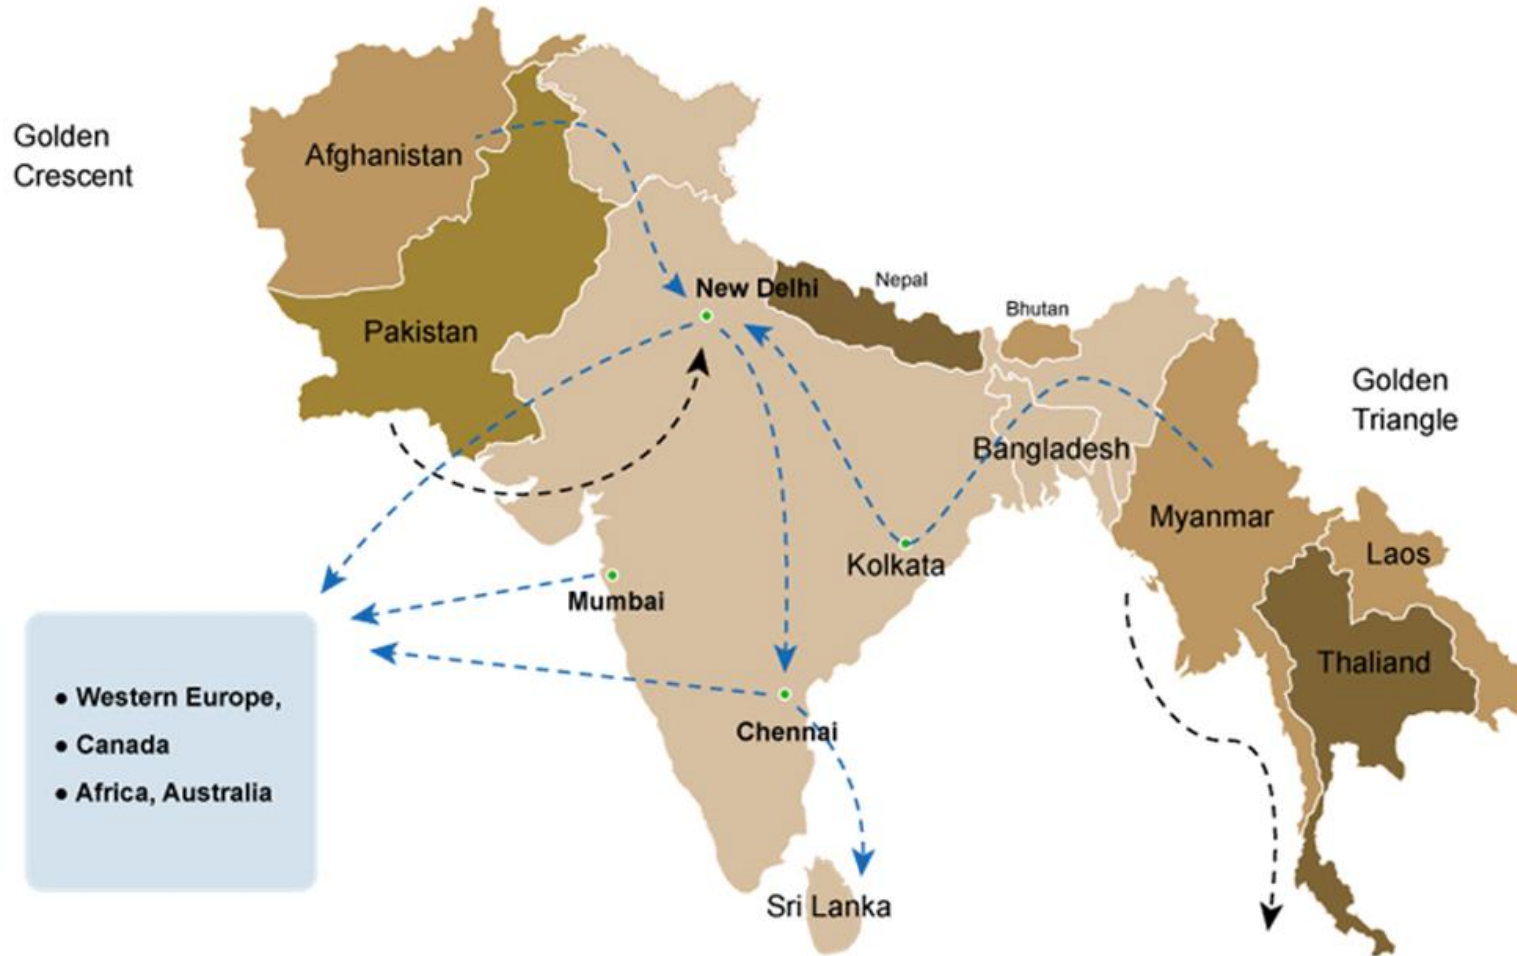 Golden
Crescent
Afghanistan
Pakistan
New Delhi
Nepal
Bhutan
Golden
Triangle
Bangladesh
Myanmar
Laos
Kolkata
Mumbai
Thaliand
Chennai
Sri Lanka
● Western Europe,
● Canada
● Africa, Australia